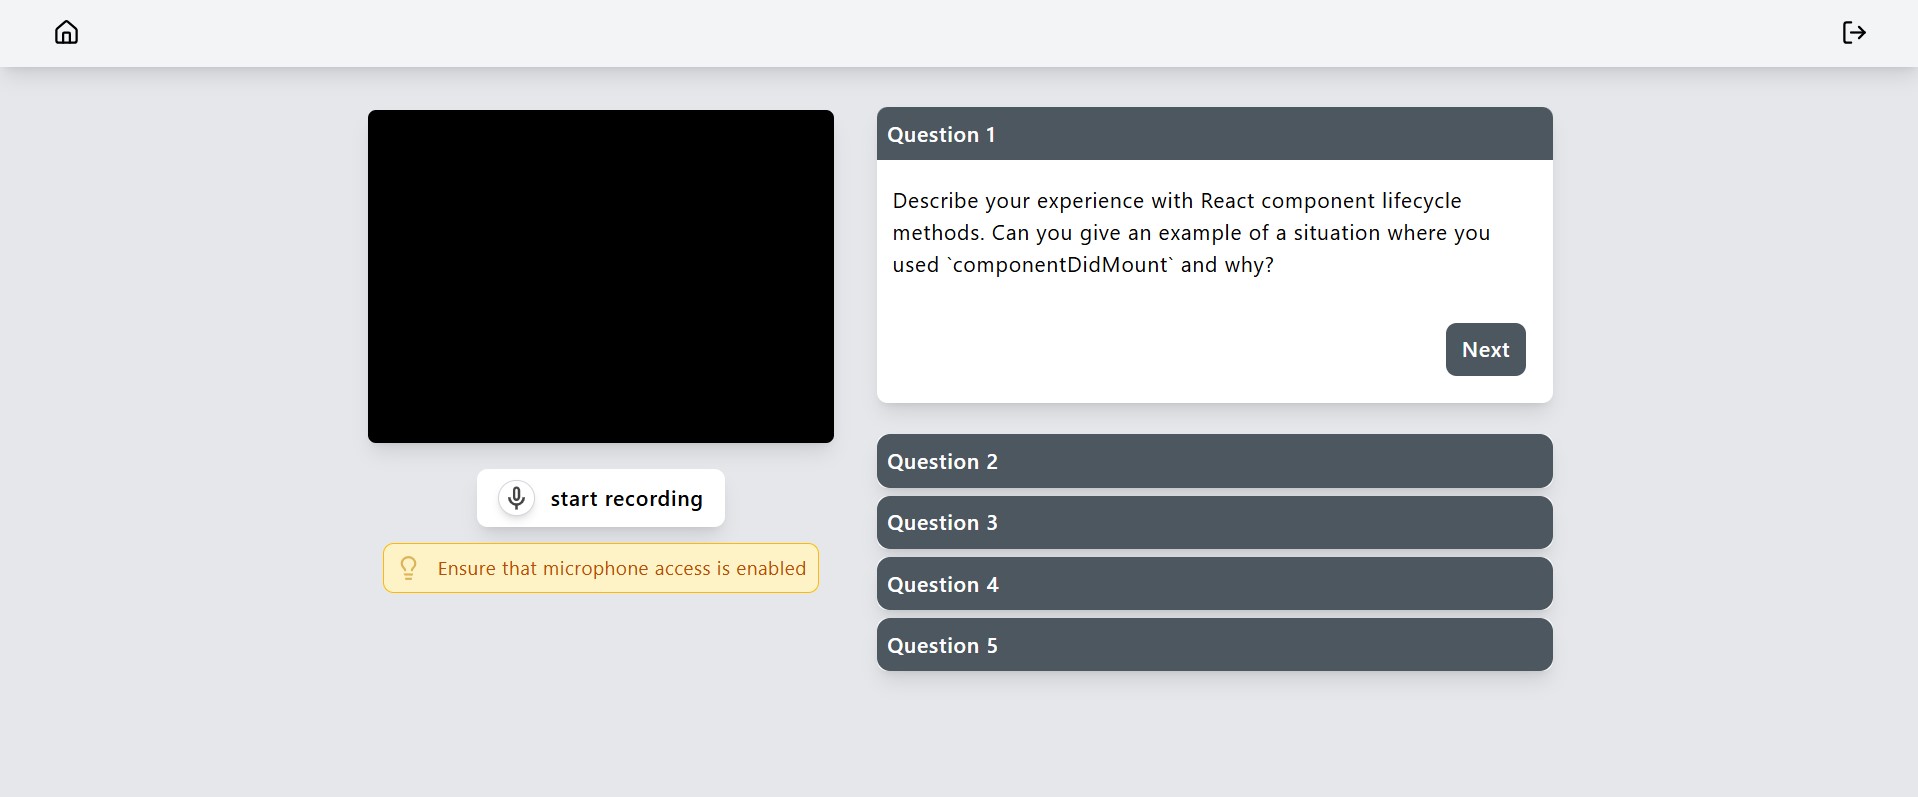 start recording
Ensure that microphone access is enabled
Question 1
Describe your experience with React component lifecycle
methods. Can you give an example of a situation where you
used `componentDidMount` and why?
Next
Question 2
Question 3
Question 4
Question 5